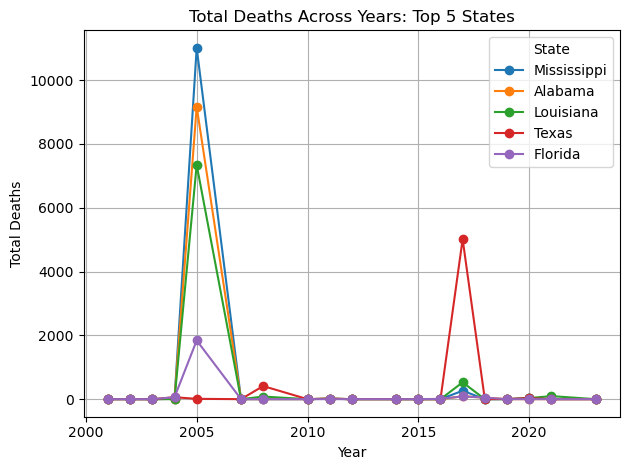 Total Deaths Across Years: Top 5 States
State
Mississippi
Alabama
Louisiana
Texas
Florida
Total Deaths
10000
8000
6000
4000
2000
0
2000
2005
2010
2015
2020
Year